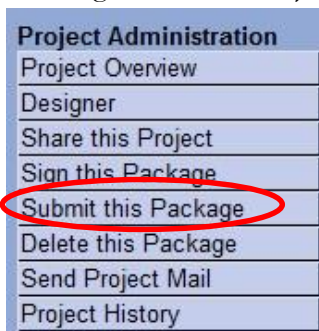 Project Administration
Project Overview
Designer
Share this Project
Sign this Package
Submit this Package
Delete this Package
Send Project Mail
Project History